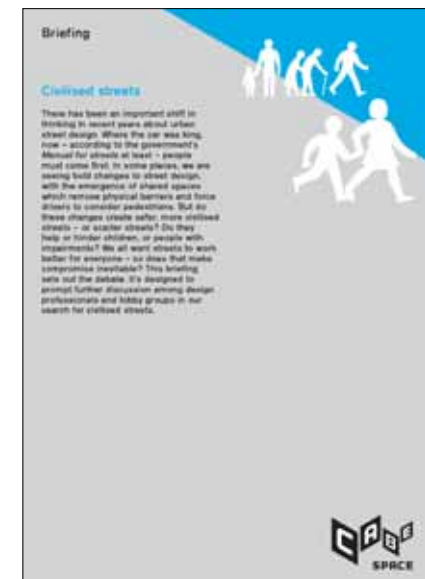 Briefing
Civilised streets
There has been an important shift in
thinking in recent years about urban
street design. Where the car was king,
now – according to the government's
Manual for streets at least – people
must come first. In some places, we are
seeing bold changes to street design,
with the emergence of shared spaces
which remove physical barriers and force
drivers to consider pedestrians. But do
these changes create safer, more civilised
streets – or scarier streets? Do they
help or hinder children, or people with
impairments? We all want streets to work
better for everyone – so does that make
compromise inevitable? This briefing
sets out the debate. It's designed to
prompt further discussion among design
professionals and lobby groups in our
search for civilised streets.
CABE
SPACE